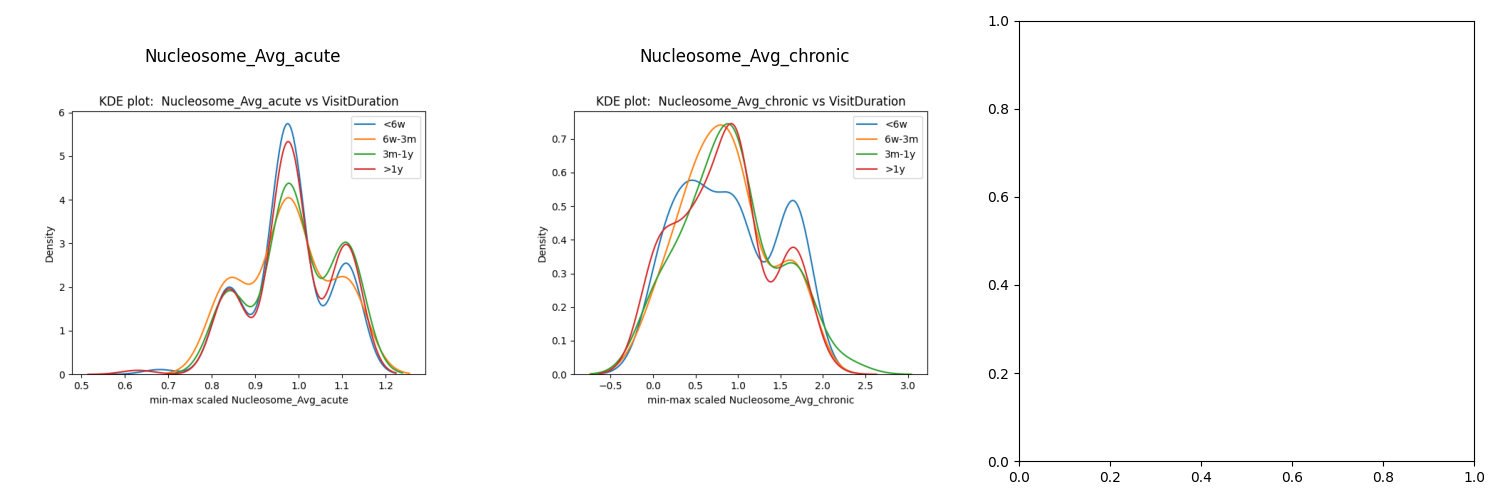 Nucleosome_Avg_acute
KDE plot:  Nucleosome_Avg_acute vs VisitDuration
<6w
6w-3m
3m-1y
>1y
Density
6
5
4
3
2
1
0
0.5 0.6 0.7 0.8 0.9 1.0 1.1 1.2
min-max scaled Nucleosome_Avg_acute
Nucleosome_Avg_chronic
KDE plot:  Nucleosome_Avg_chronic vs VisitDuration
<6w
6w-3m
3m-1y
>1y
Density
0.7
0.6
0.5
0.4
0.3
0.2
0.1
0.0
−0.5 0.0 0.5 1.0 1.5 2.0 2.5 3.0
min-max scaled Nucleosome_Avg_chronic
1.0
0.8
0.6
0.4
0.2
0.0
0.0 0.2 0.4 0.6 0.8 1.0